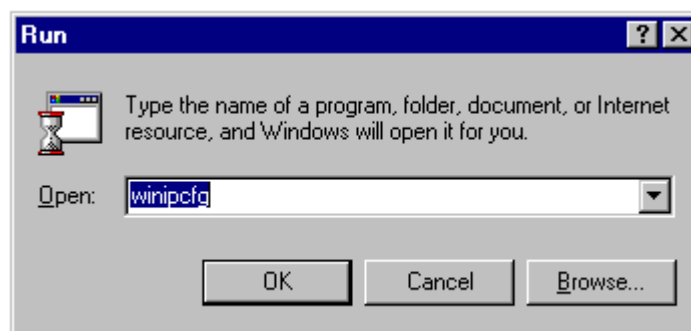 Run
Type the name of a program, folder, document, or Internet
resource, and Windows will open it for you.
Open: winipcfg
OK Cancel Browse...